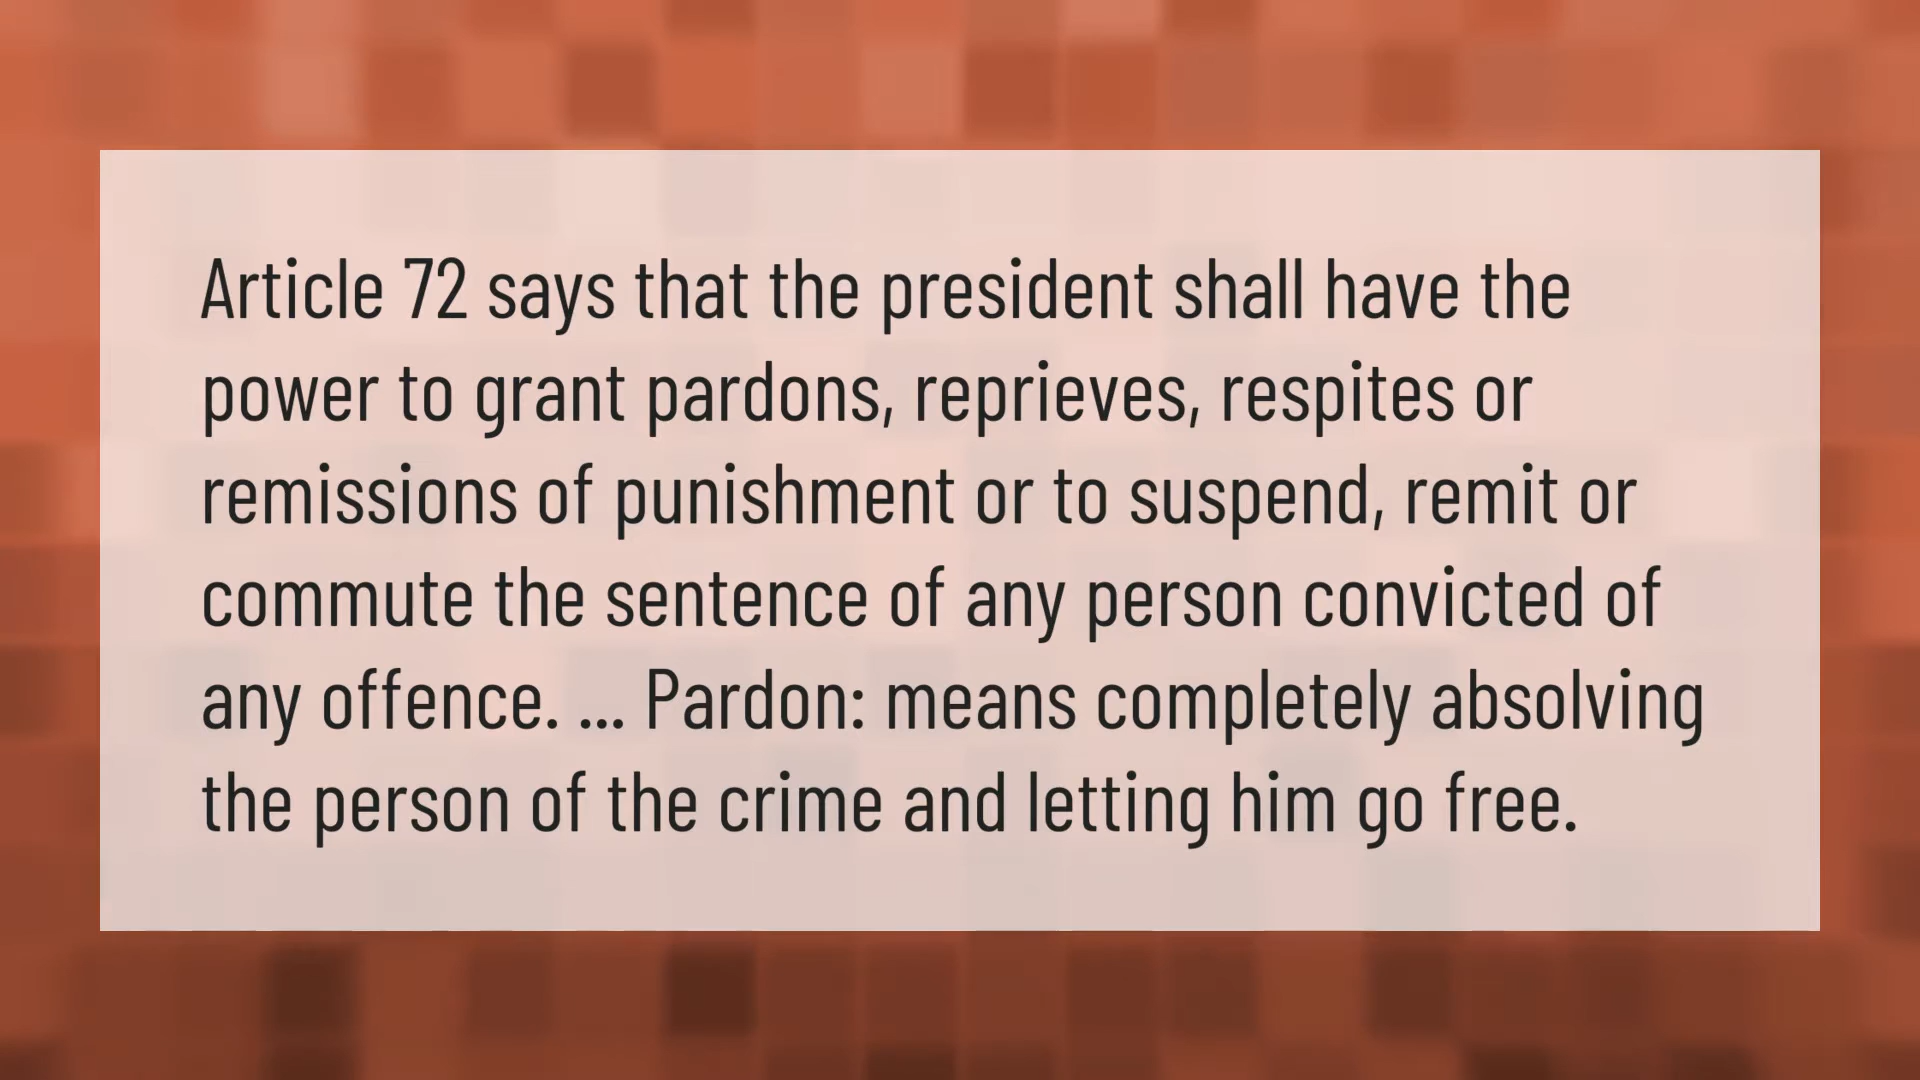 Article 72 says that the president shall have the
power to grant pardons, reprieves, respites or
remissions of punishment or to suspend, remit or
commute the sentence of any person convicted of
any offence. ... Pardon: means completely absolving
the person of the crime and letting him go free.